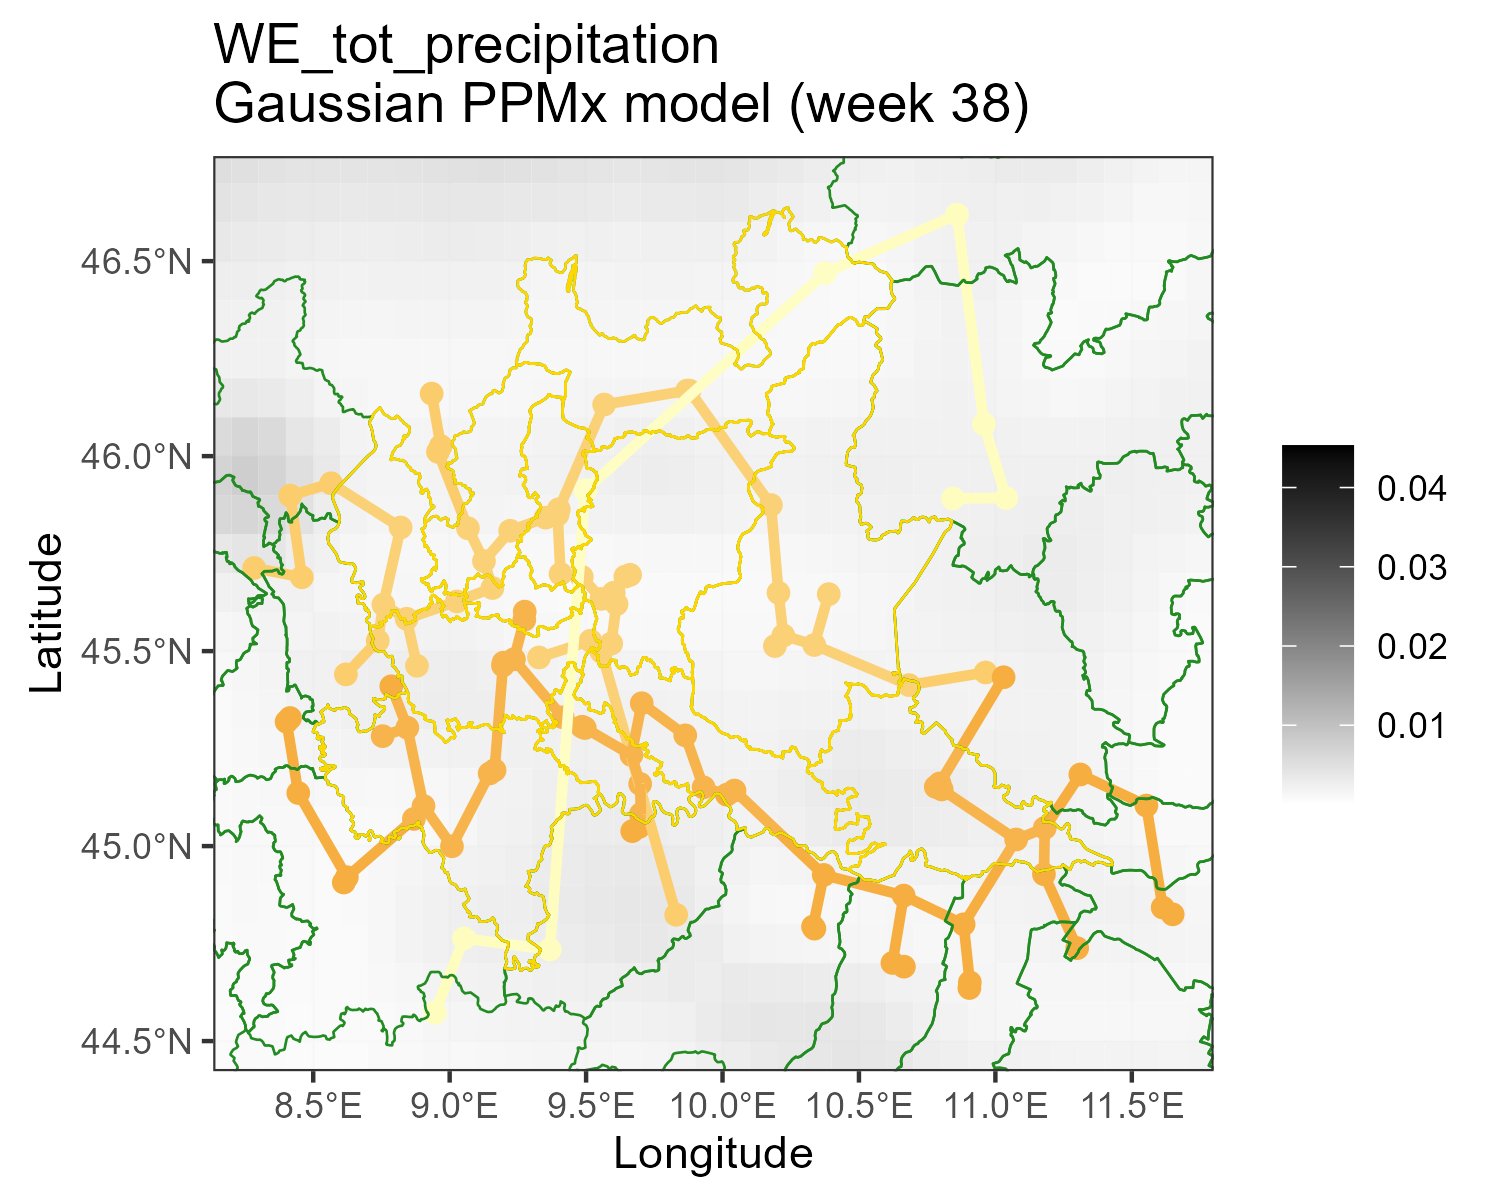 WE_tot_precipitation
Gaussian PPMx model (week 38)
46.5°N
46.0°N
45.5°N
45.0°N
44.5°N
Latitude
8.5°E 9.0°E 9.5°E 10.0°E 10.5°E 11.0°E 11.5°E
Longitude
0.04
0.03
0.02
0.01